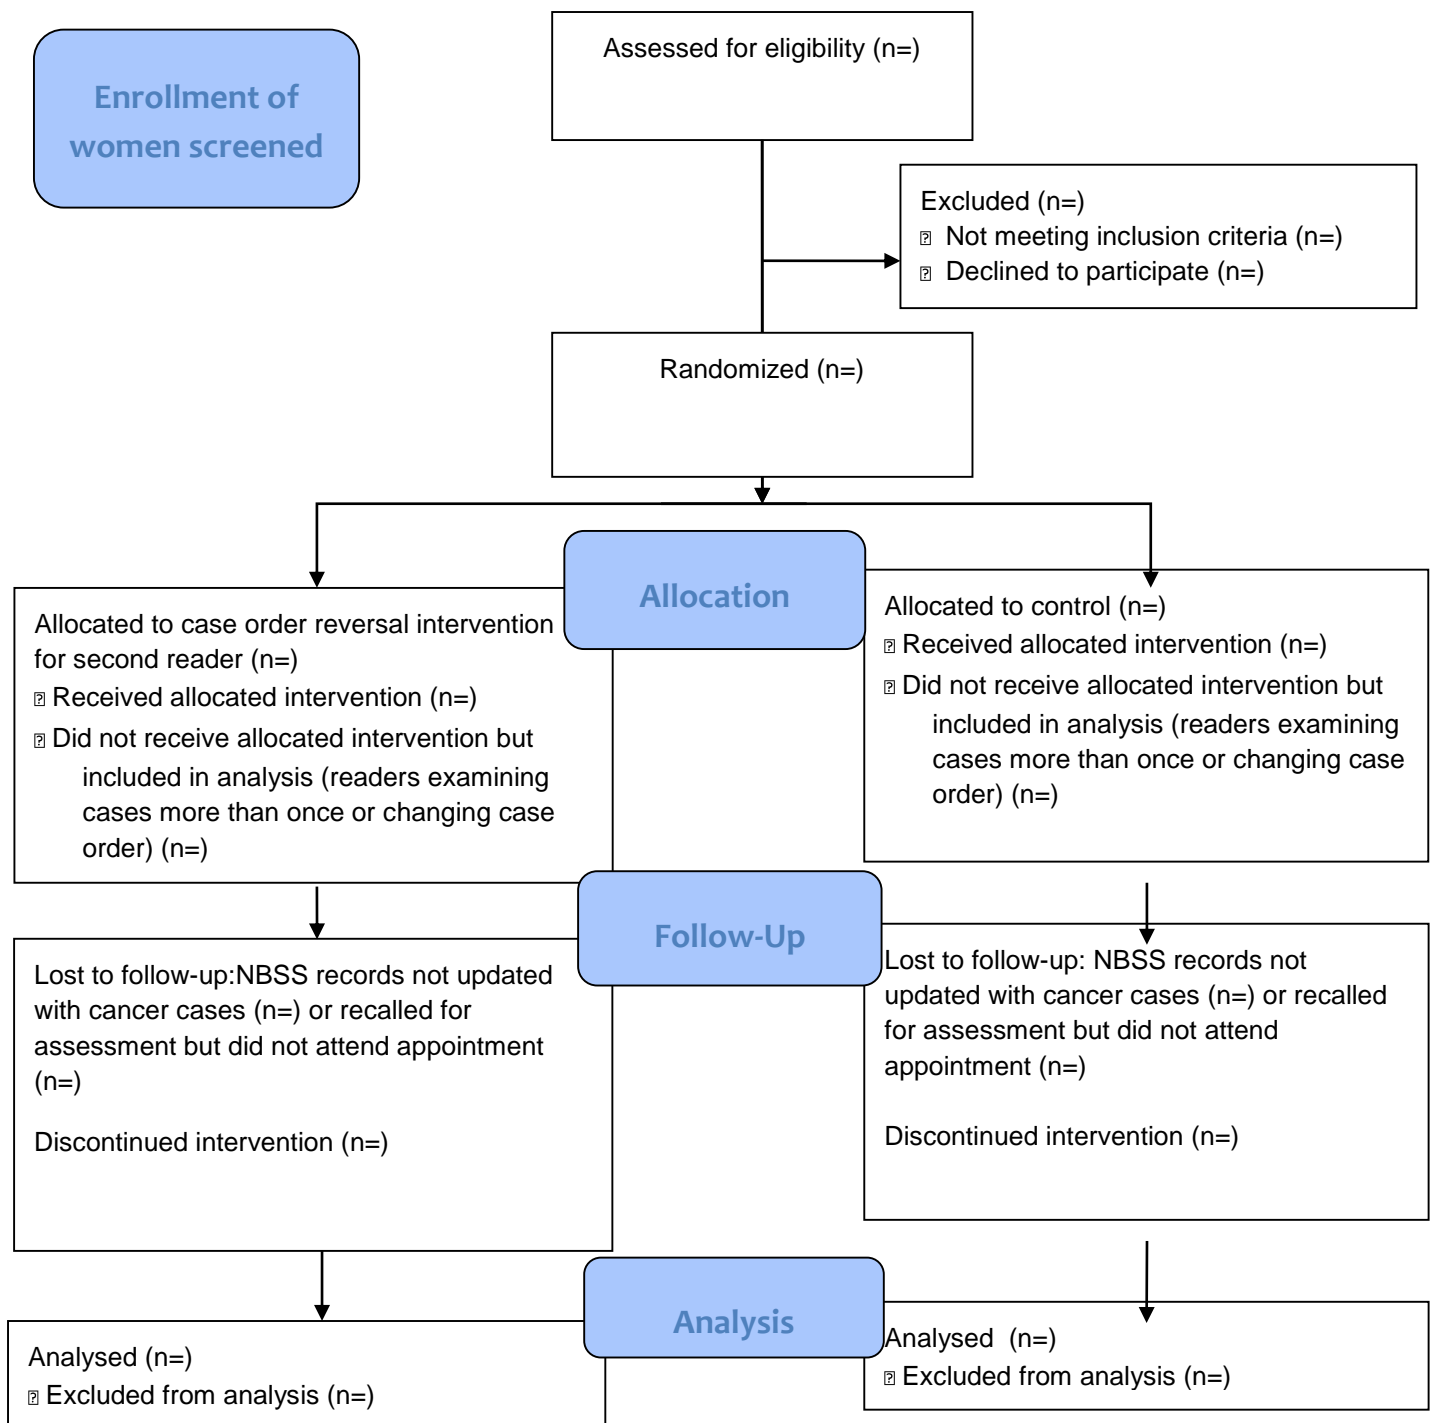 Enrollment of
women screened
Assessed for eligibility (n=)
Excluded (n=)
Not meeting inclusion criteria (n=)
Declined to participate (n=)
Randomized (n=)
Allocation
Allocated to case order reversal intervention
for second reader (n=)
Received allocated intervention (n=)
Did not receive allocated intervention but
included in analysis (readers examining
cases more than once or changing case
order) (n=)
Allocated to control (n=)
Received allocated intervention (n=)
Did not receive allocated intervention but
included in analysis (readers examining
cases more than once or changing case
order) (n=)
Follow-Up
Lost to follow-up:NBSS records not updated
with cancer cases (n=) or recalled for
assessment but did not attend appointment
(n=)
Discontinued intervention (n=)
Lost to follow-up: NBSS records not
updated with cancer cases (n=) or recalled
for assessment but did not attend
appointment (n=)
Discontinued intervention (n=)
Analysis
Analysed (n=)
Excluded from analysis (n=)
Analysed  (n=)
Excluded from analysis (n=)